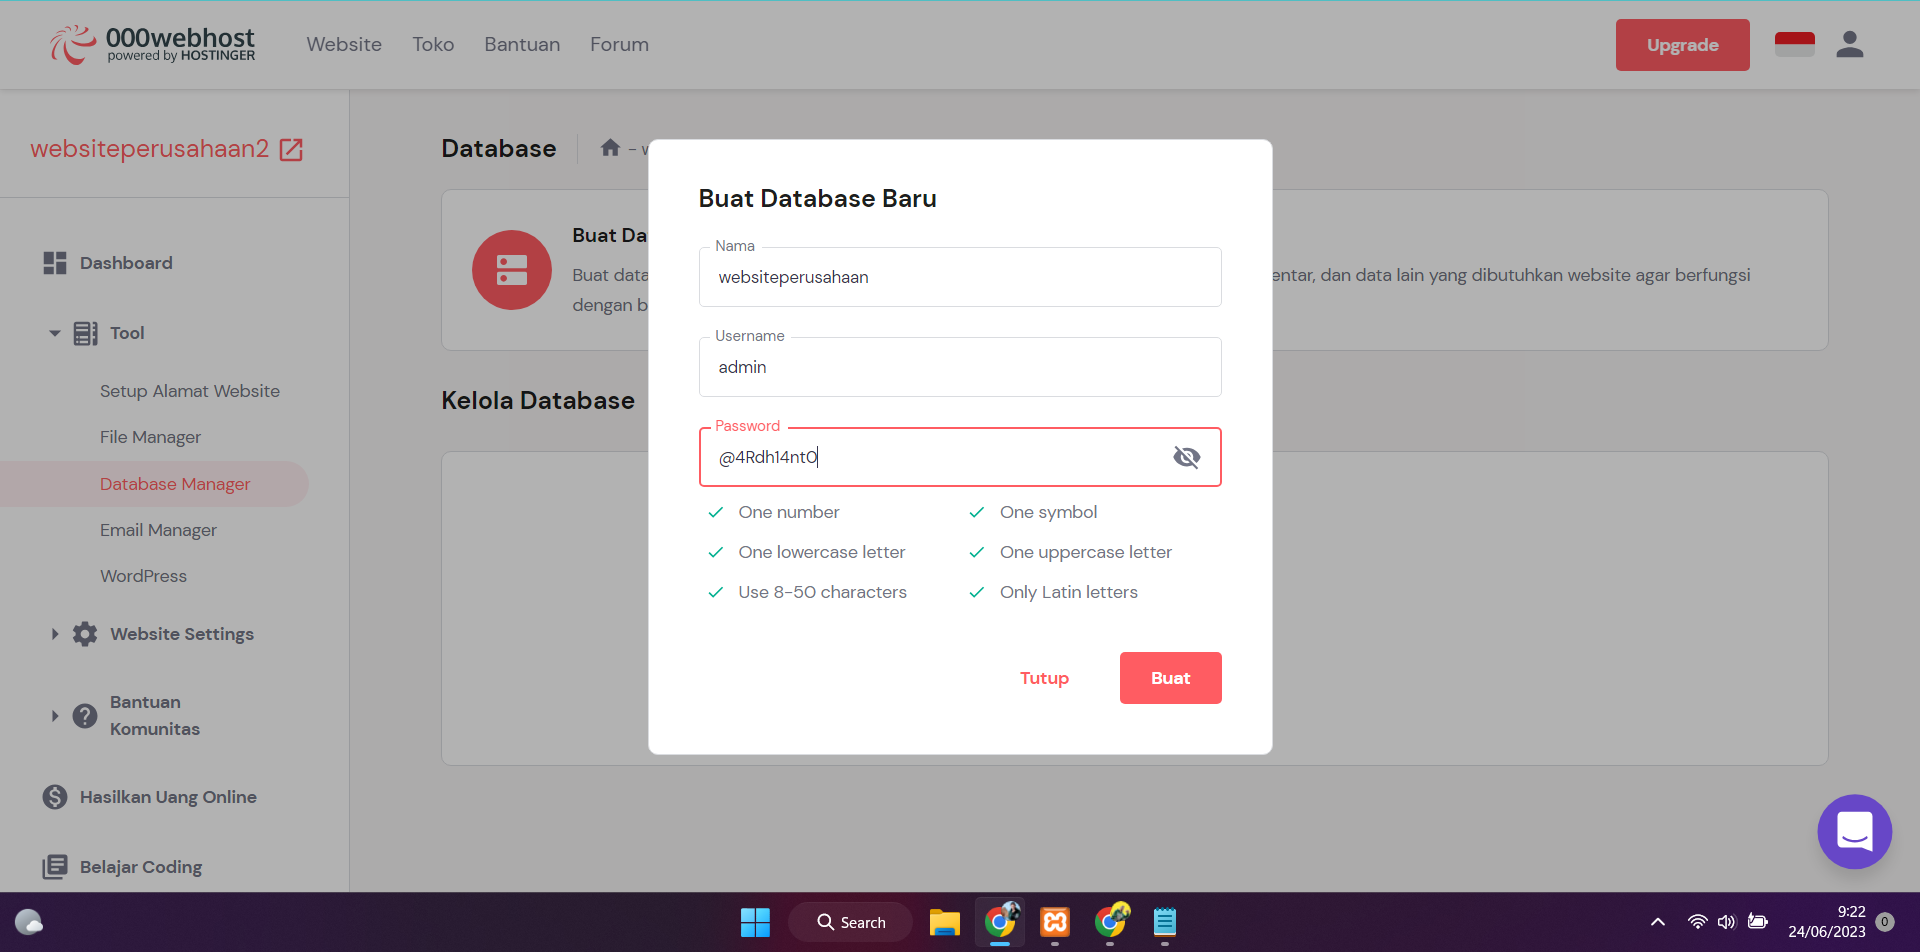 000webhost
powered by HOSTINGER
Website
Toko
Bantuan
Forum
Upgrade
websiteperusahaan2
Dashboard
Tool
Setup Alamat Website
File Manager
Database Manager
Email Manager
WordPress
Website Settings
Bantuan
Komunitas
Hasilkan Uang Online
Belajar Coding
Database
- w
Buat Da
Buat data
entar, dan data lain yang dibutuhkan website agar berfungsi
dengan b
Kelola Database
Buat Database Baru
Nama
websiteperusahaan
Username
admin
Password
@4Rdh14nt0
One number
One symbol
One lowercase letter
One uppercase letter
Use 8-50 characters
Only Latin letters
Tutup
Buat
Search
9:22
24/06/2023
0